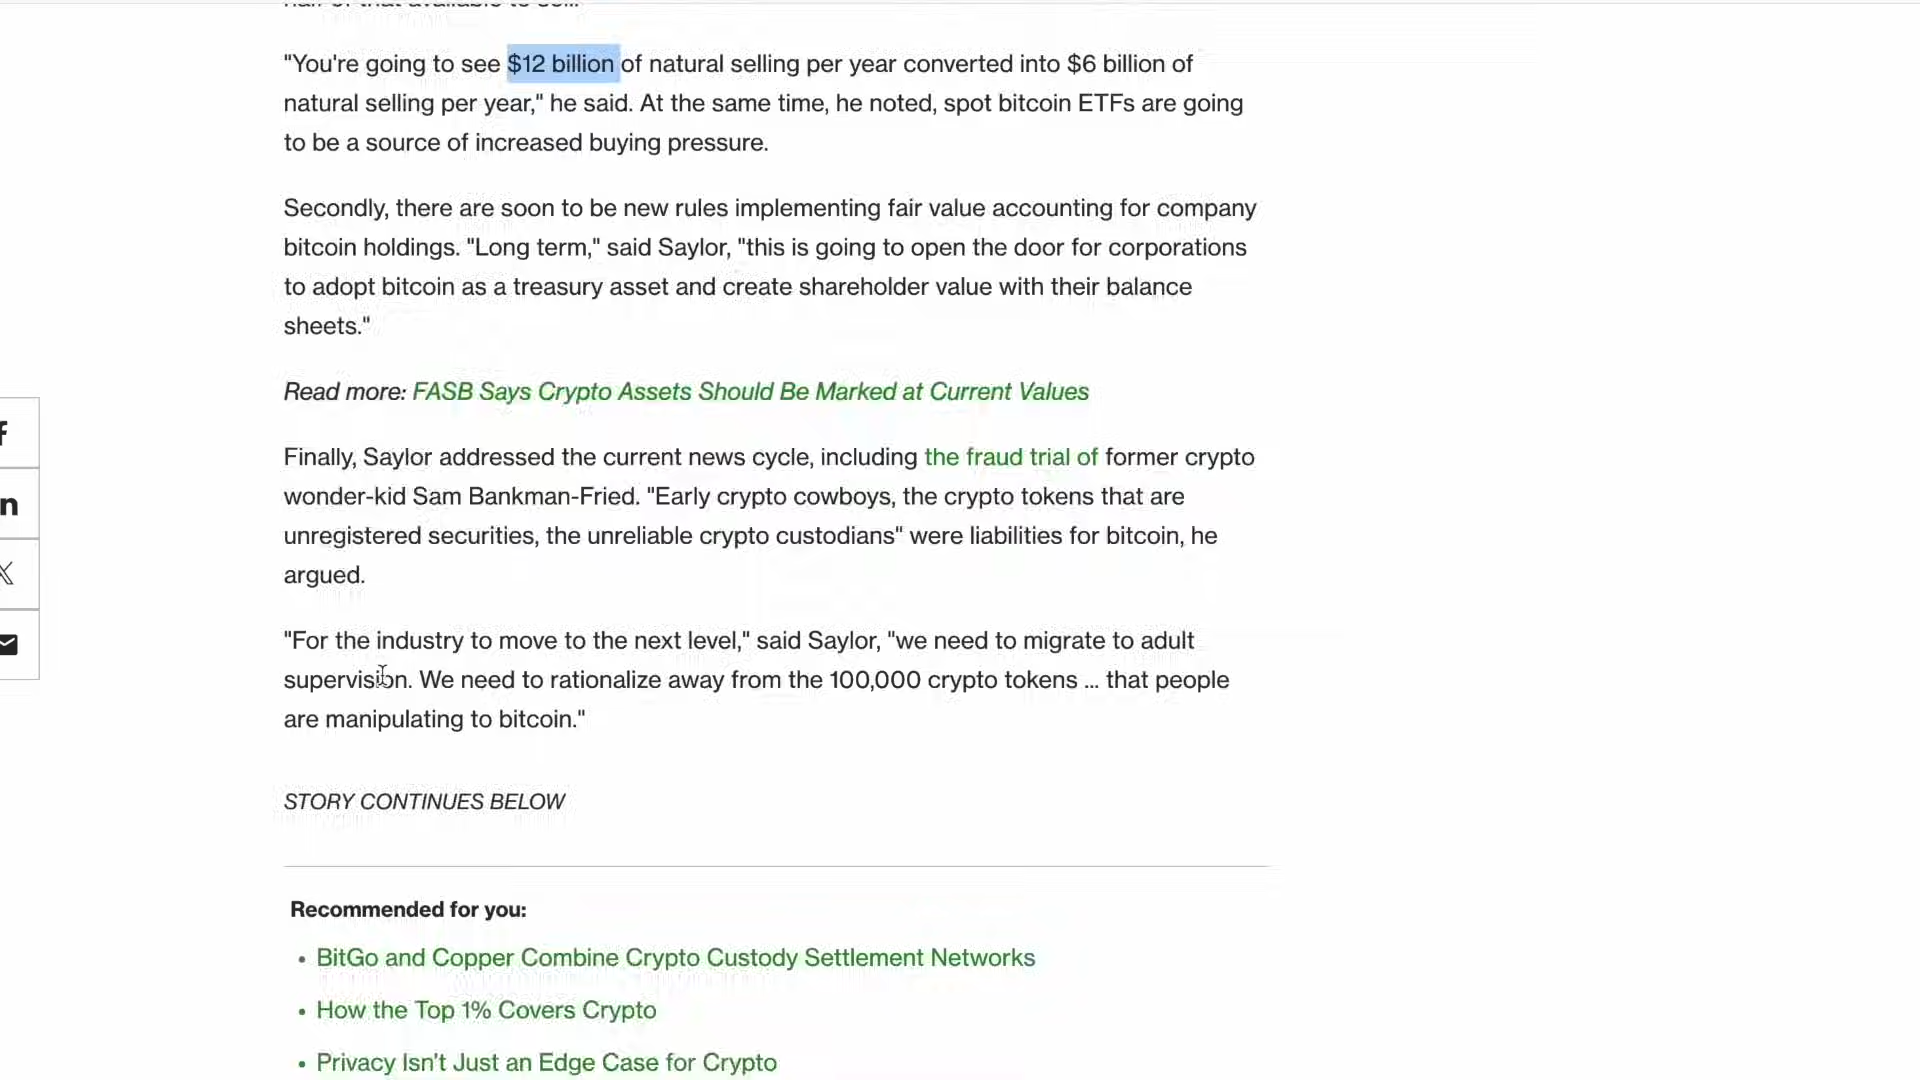 "You're going to see $12 billion of natural selling per year converted into $6 billion of
natural selling per year," he said. At the same time, he noted, spot bitcoin ETFs are going
to be a source of increased buying pressure.
Secondly, there are soon to be new rules implementing fair value accounting for company
bitcoin holdings. "Long term," said Saylor, "this is going to open the door for corporations
to adopt bitcoin as a treasury asset and create shareholder value with their balance
sheets."
Read more: FASB Says Crypto Assets Should Be Marked at Current Values
Finally, Saylor addressed the current news cycle, including the fraud trial of former crypto
wonder-kid Sam Bankman-Fried. "Early crypto cowboys, the crypto tokens that are
unregistered securities, the unreliable crypto custodians" were liabilities for bitcoin, he
argued.
"For the industry to move to the next level," said Saylor, "we need to migrate to adult
supervision. We need to rationalize away from the 100,000 crypto tokens ... that people
are manipulating to bitcoin."
STORY CONTINUES BELOW
Recommended for you:
• BitGo and Copper Combine Crypto Custody Settlement Networks
• How the Top 1% Covers Crypto
• Privacy Isn't Just an Edge Case for Crypto